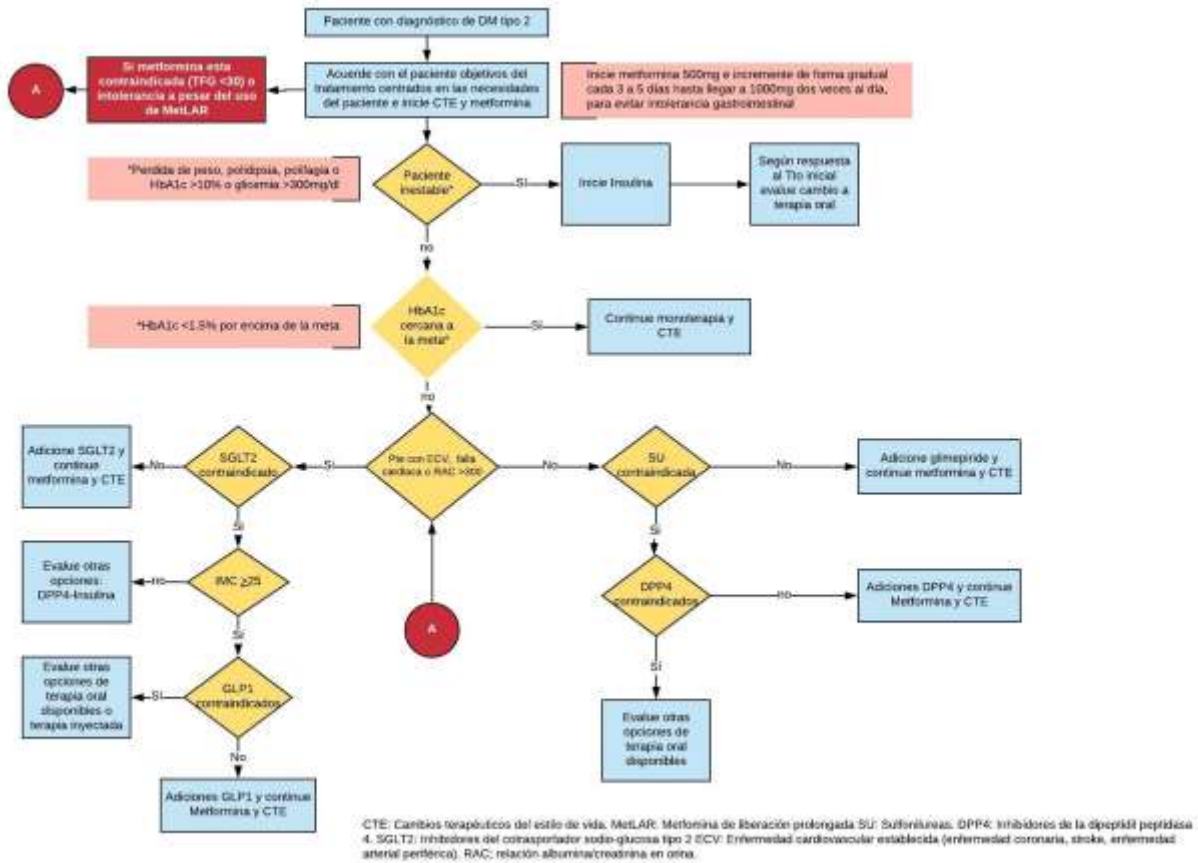 Paciente con diagnóstico de DM tipo 2
A
Si metformina esta
contraindicada (TFG <30) o
intolerancia a pesar del uso
de MetLAR
Acuerde con el paciente objetivos del
tratamiento centrados en las necesidades
del paciente e inicie CTE y metformina
Inicie metformina 500mg e incremente de forma gradual
cada 3 a 5 días hasta llegar a 1000mg dos veces al día,
para evitar intolerancia gastrointestinal
*Perdida de peso, polidipsia, polifagia o
HbA1c >10% o glicemia >300mg/dl
Paciente
inestable*
Si
Inicie Insulina
Según respuesta
al Tto inicial
evalue cambio a
terapia oral
no
*HbA1c <1.5% por encima de la meta
HbA1c
cercana a
la meta*
Si
Continue monoterapia y
CTE
no
Adicione SGLT2 y
continue
metformina y CTE
No
SGLT2
contraindicado
Si
Pte con ECV, falla
cardiaca o RAC >300
No
SU
contraindicada
No
Adicione glimepiride y
continue metformina y CTE
Si
Si
Evalue otras
opciones:
DPP4-Insulina
no
IMC ≥25
A
DPP4
contraindicados
no
Adiciones DPP4 y continue
Metformina y CTE
Evalue otras
opciones de
terapia oral
disponibles o
terapia inyectada
Si
GLP1
contraindicados
Sí
Evalue otras
opciones de
terapia oral
disponibles
No
Adiciones GLP1 y continue
Metformina y CTE
CTE: Cambios terapéuticos del estilo de vida. MetLAR: Metformina de liberación prolongada SU: Sulfonilureas. DPP4: Inhibidores de la dipeptidil peptidasa
4. SGLT2: Inhibidores del cotrasportador sodio-glucosa tipo 2 ECV: Enfermedad cardiovascular establecida (enfermedad coronaria, stroke, enfermedad
arterial periférica). RAC: relación albumina/creatinina en orina.